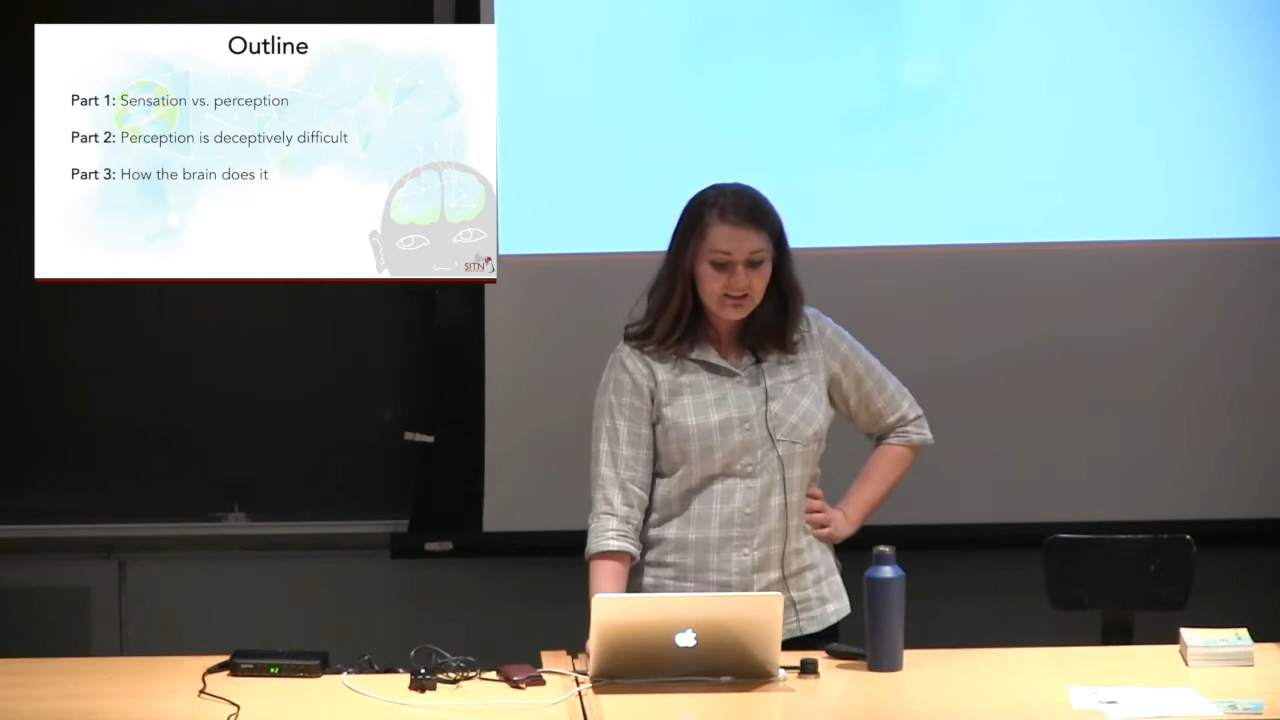 Outline
Part 1: Sensation vs. perception
Part 2: Perception is deceptively difficult
Part 3: How the brain does it
SITN